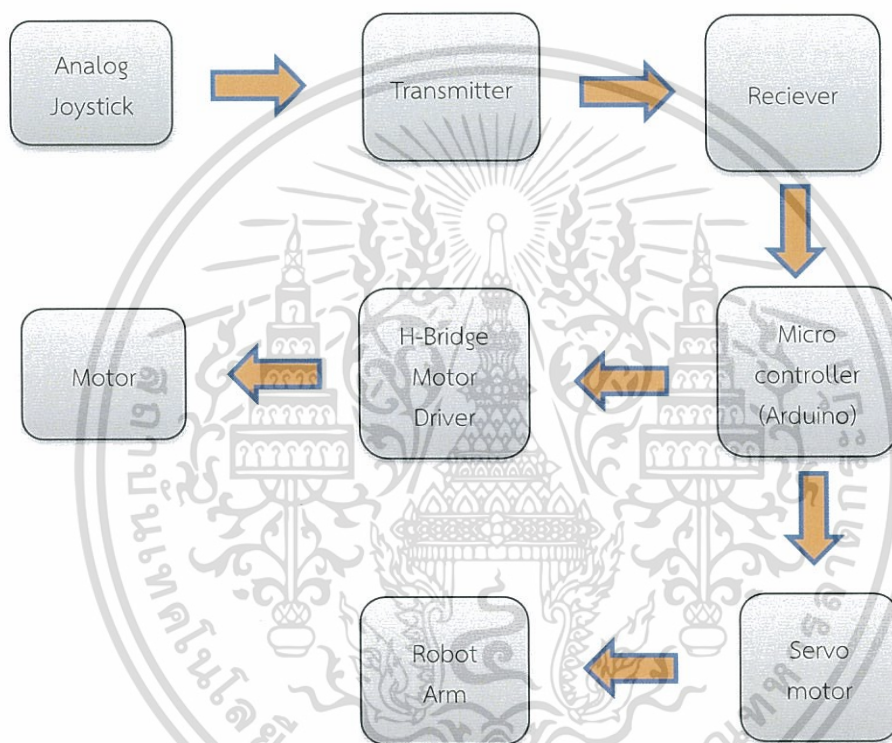 Analog
Joystick
Transmitter
Reciever
Motor
H-Bridge
Motor
Driver
Micro
controller
(Arduino)
Robot
Arm
Servo
motor